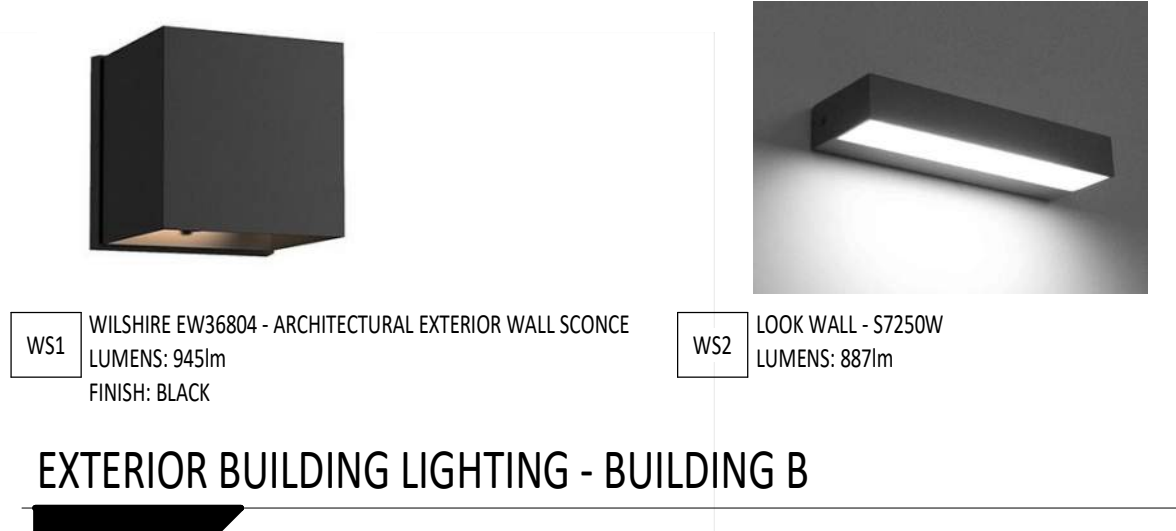 WS1
WILSHIRE EW36804 - ARCHITECTURAL EXTERIOR WALL SCONCE
LUMENS: 945lm
FINISH: BLACK
WS2
LOOK WALL - S7250W
LUMENS: 887lm
EXTERIOR BUILDING LIGHTING - BUILDING B